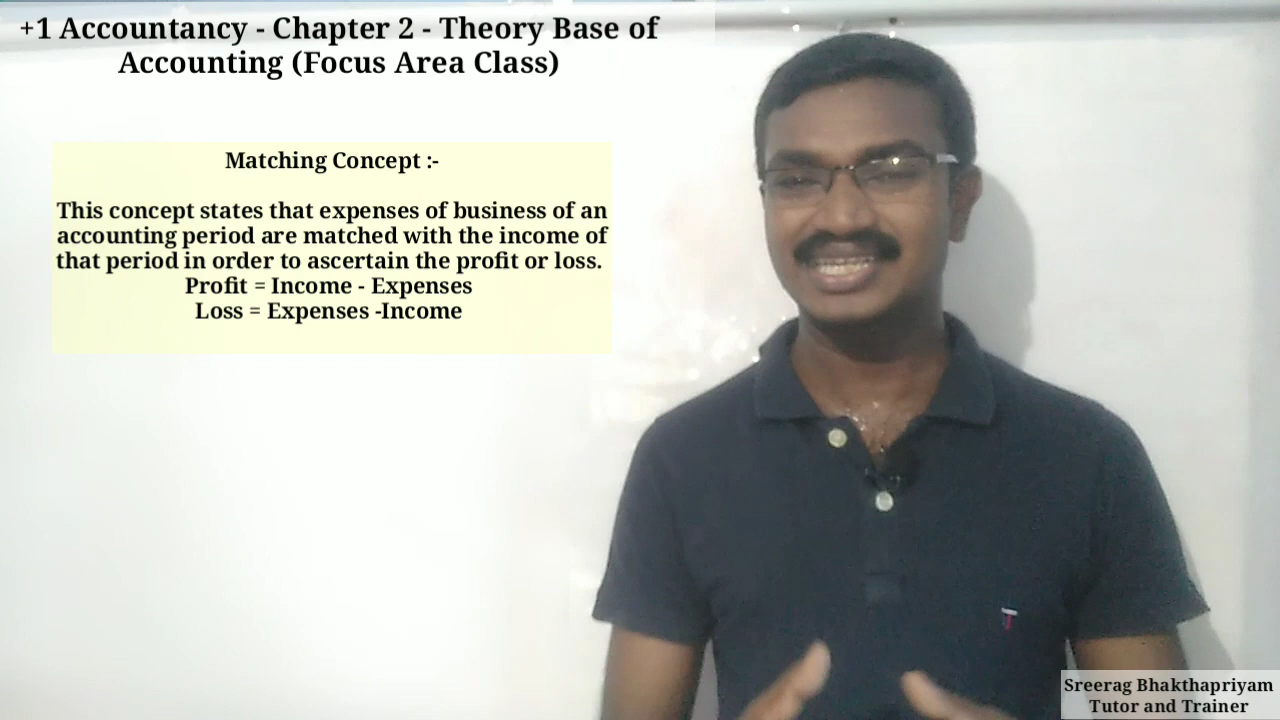 +1 Accountancy - Chapter 2 - Theory Base of
Accounting (Focus Area Class)
Matching Concept :-
This concept states that expenses of business of an
accounting period are matched with the income of
that period in order to ascertain the profit or loss.
Profit = Income - Expenses
Loss = Expenses -Income
Sreerag Bhakthapriyam
Tutor and Trainer